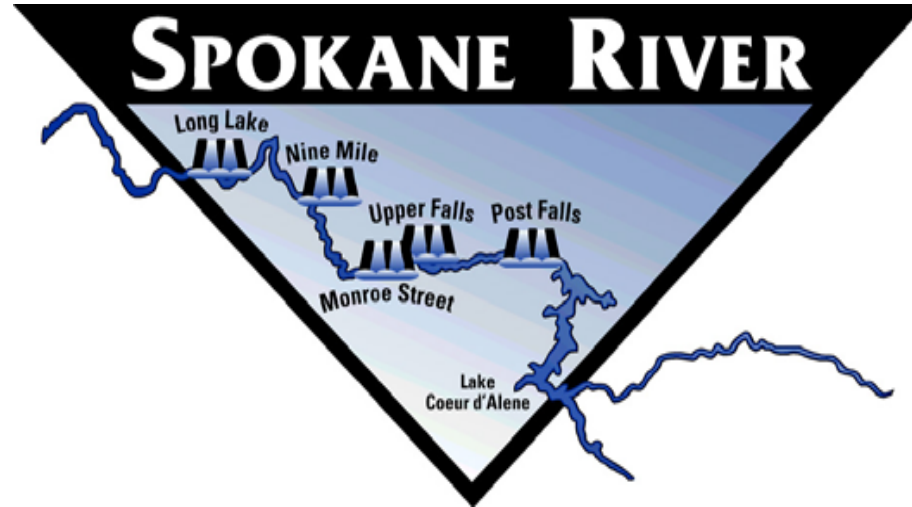 SPOKANE RIVER
Long Lake
Nine Mile
Upper Falls
Post Falls
Monroe Street
Lake
Coeur d'Alene